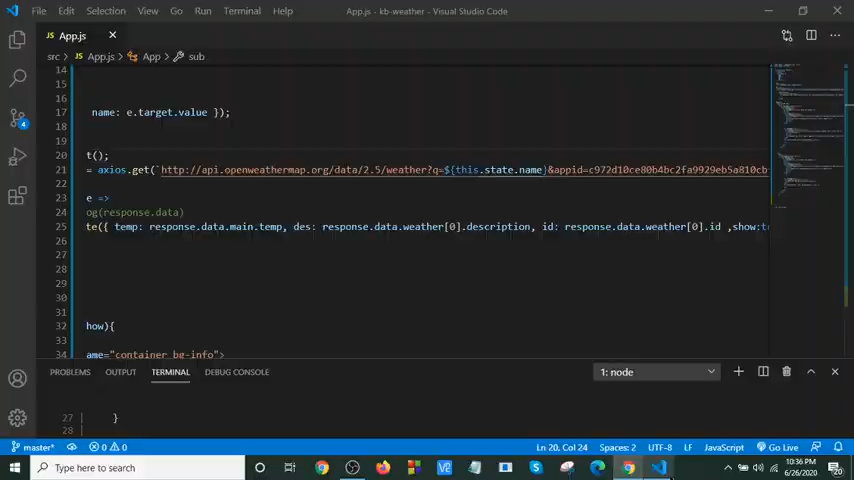 File Edit Selection View Go Run Terminal Help App.js - kb-weather - Visual Studio Code
JS App.js
src > JS App.js > App > sub
14
15
16
17 name: e.target.value });
18
19
20 t();
21 = axios.get(`http://api.openweathermap.org/data/2.5/weather?q=${this.state.name}&appid=c972d10ce80b4bc2fa9929eb5a810cb
22
23 e =>
24 og(response.data)
25 te({ temp: response.data.main.temp, des: response.data.weather[0].description, id: response.data.weather[0].id ,show:tr
26
27
28
29
30
31
32 how){
33
34 ame="container bg-info">
PROBLEMS OUTPUT TERMINAL DEBUG CONSOLE 1: node
27 | }
28 |
master* 0 0 Ln 20, Col 24 Spaces: 2 UTF-8 LF JavaScript Go Live
Type here to search
10:36 PM
6/26/2020
4
20